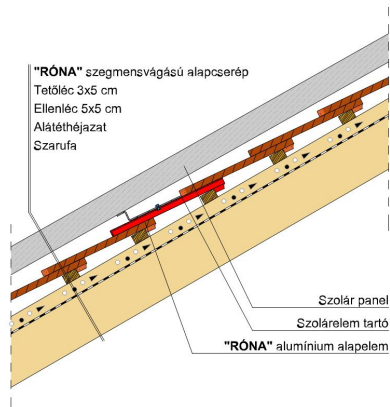 "RÓNA" szegmensvágású alapcserép
Tetőléc 3x5 cm
Ellenléc 5x5 cm
Alátéthéjazat
Szarufa
Szolár panel
Szolárelem tartó
"RÓNA" alumínium alapelem